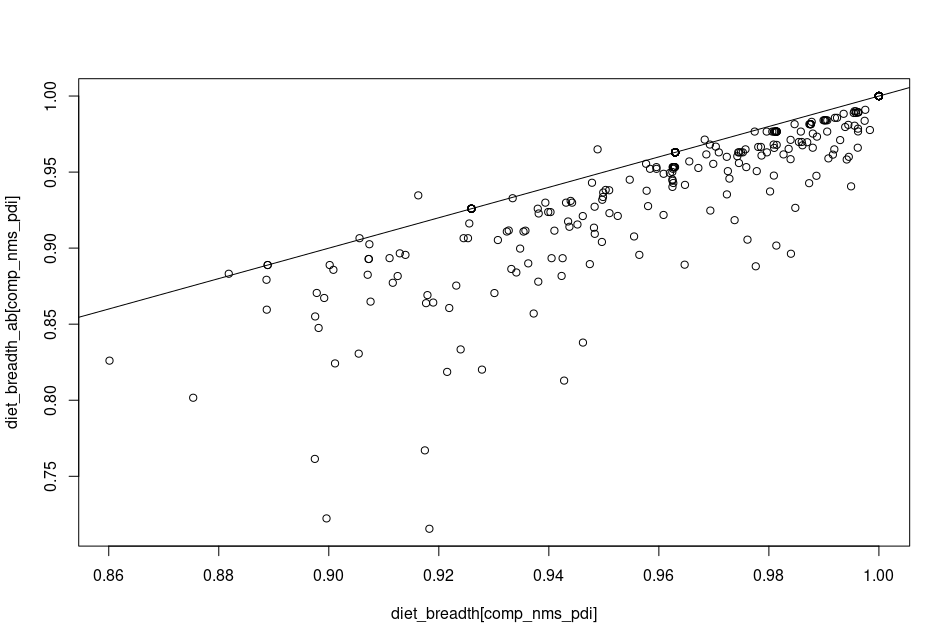 1.00
0.95
0.90
0.85
0.80
0.75
diet_breadth_ab[comp_nms_pdi]
0.86 0.88 0.90 0.92 0.94 0.96 0.98 1.00
diet_breadth[comp_nms_pdi]